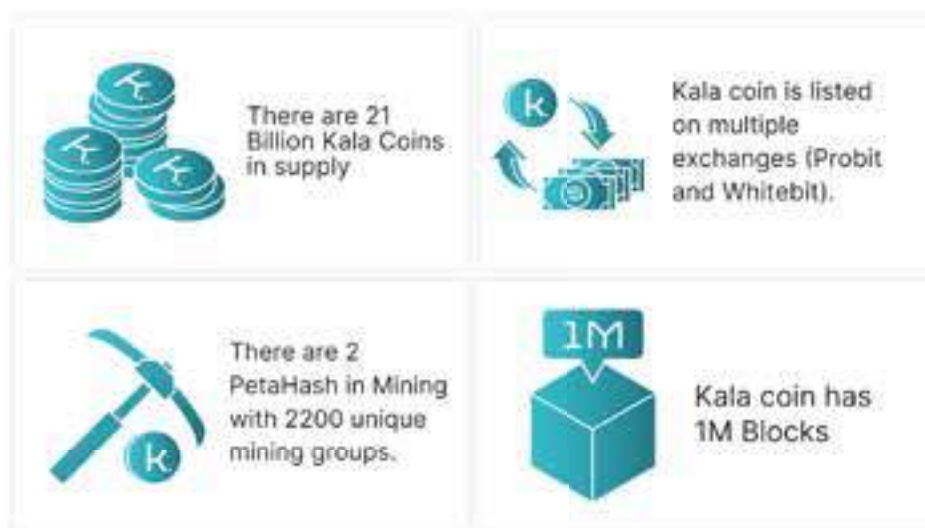 There are 21
Billion Kala Coins
in supply
Kala coin is listed
on multiple
exchanges (Probit
and Whitebit).
There are 2
PetaHash in Mining
with 2200 unique
mining groups.
1M
Kala coin has
1M Blocks